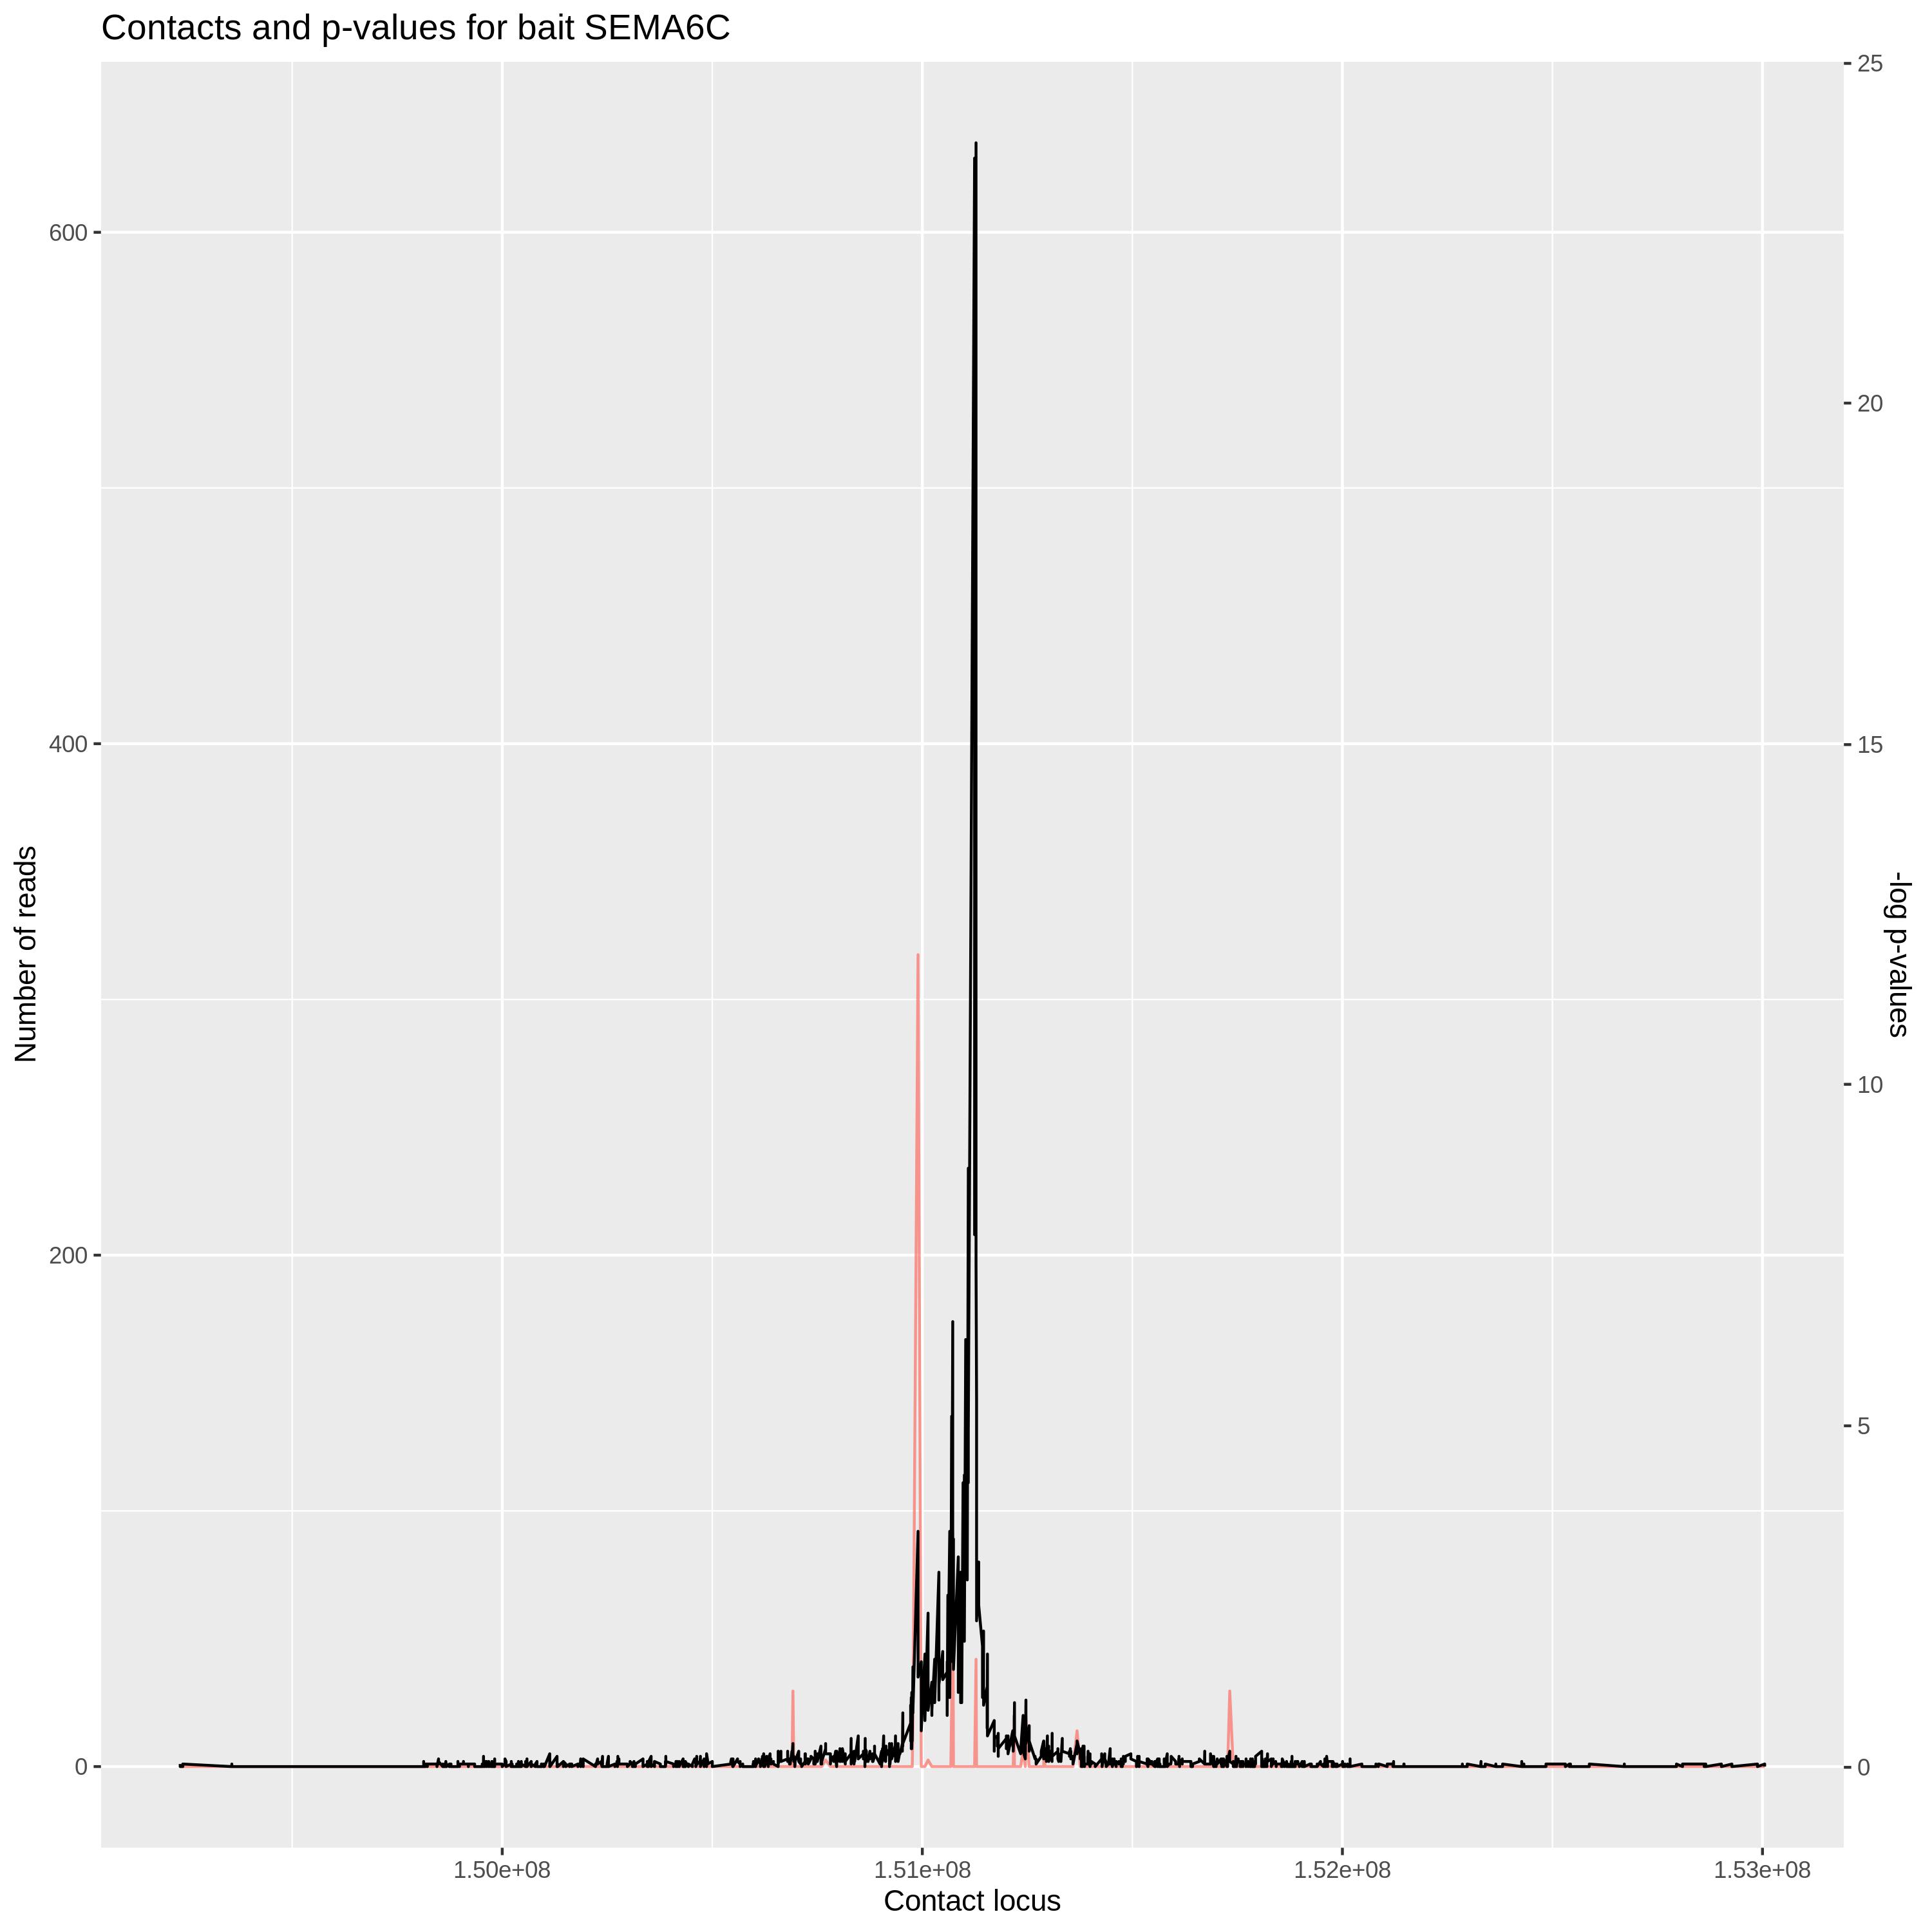 Contacts and p-values for bait SEMA6C
600
400
200
0
Number of reads
25
20
15
10
5
0
-log p-values
1.50e+08
1.51e+08
1.52e+08
1.53e+08
Contact locus